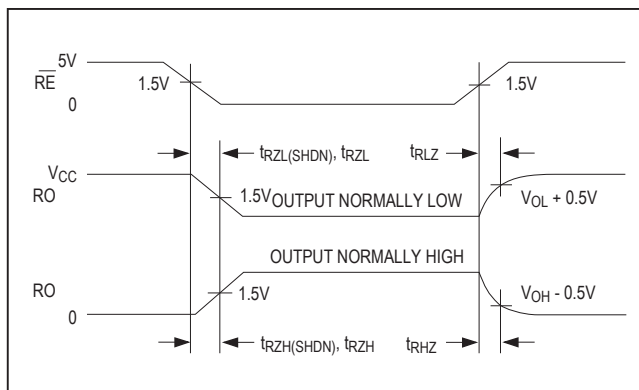 5V
RE
1.5V
1.5V
0
tRZL(SHDN), tRZL
tRLZ
VCC
RO
1.5V
OUTPUT NORMALLY LOW
VOL + 0.5V
OUTPUT NORMALLY HIGH
RO
1.5V
VOH - 0.5V
0
tRZH(SHDN), tRZH
tRHZ